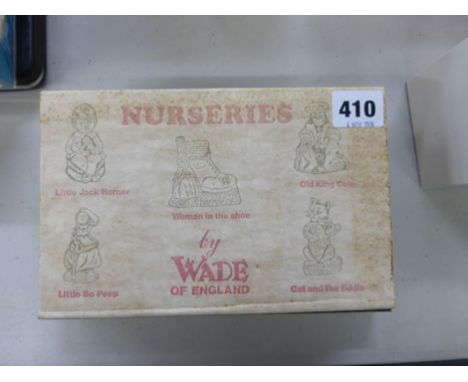 NURSERIES
410
Little Jack Horner
Woman in the shoe
Old King Cole
by
WADE
OF ENGLAND
Little Bo Peep
Cat and the fiddle